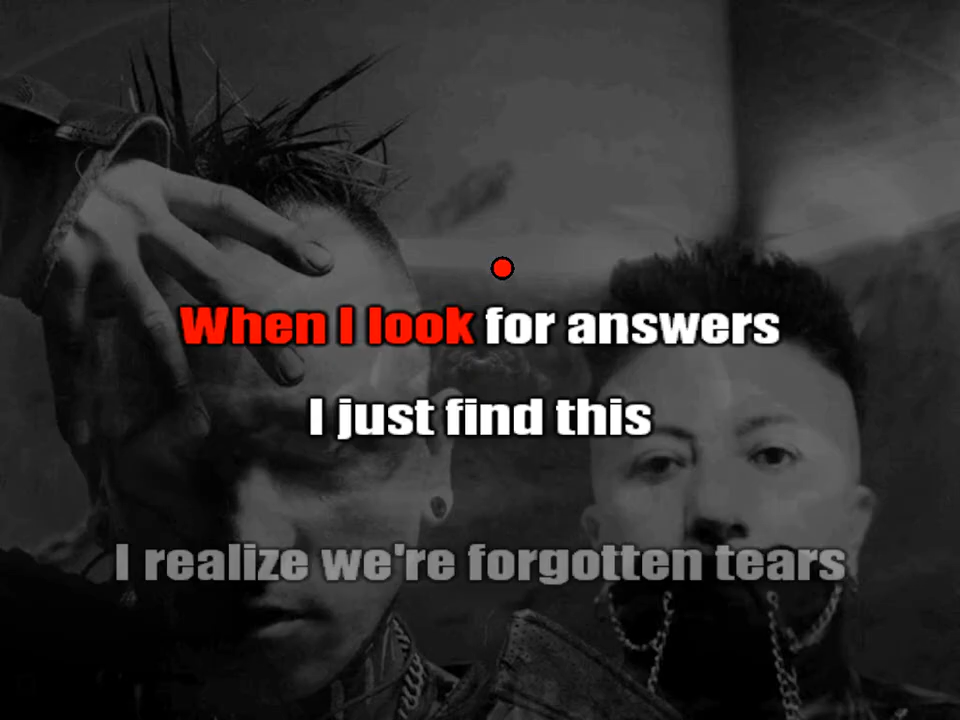 When I look for answers
I just find this
I realize we're forgotten tears